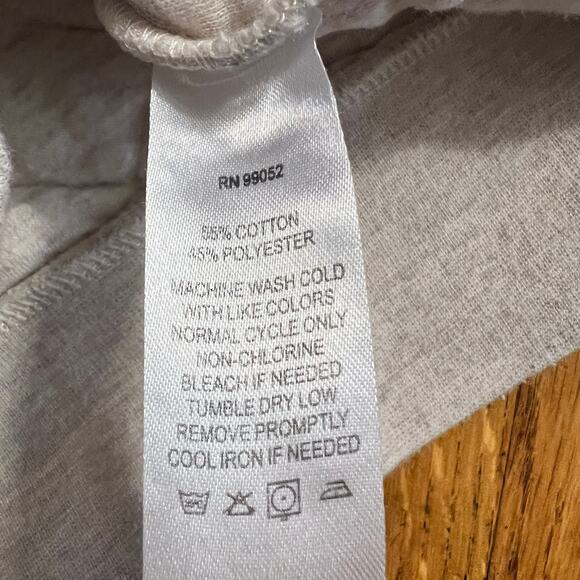 RN 99052
55% COTTON
45% POLYESTER
MACHINE WASH COLD
WITH LIKE COLORS
NORMAL CYCLE ONLY
NON-CHLORINE
BLEACH IF NEEDED
TUMBLE DRY LOW
REMOVE PROMPTLY
COOL IRON IF NEEDED